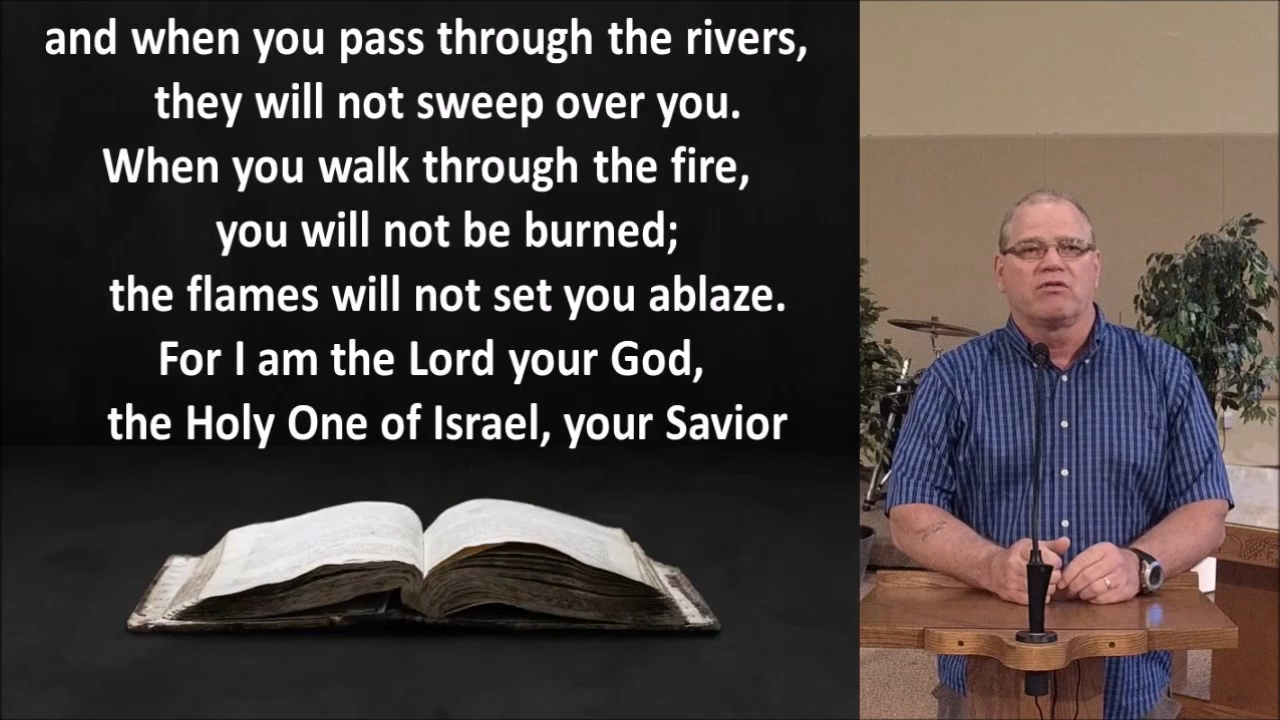 and when you pass through the rivers,
they will not sweep over you.
When you walk through the fire,
you will not be burned;
the flames will not set you ablaze.
For I am the Lord your God,
the Holy One of Israel, your Savior